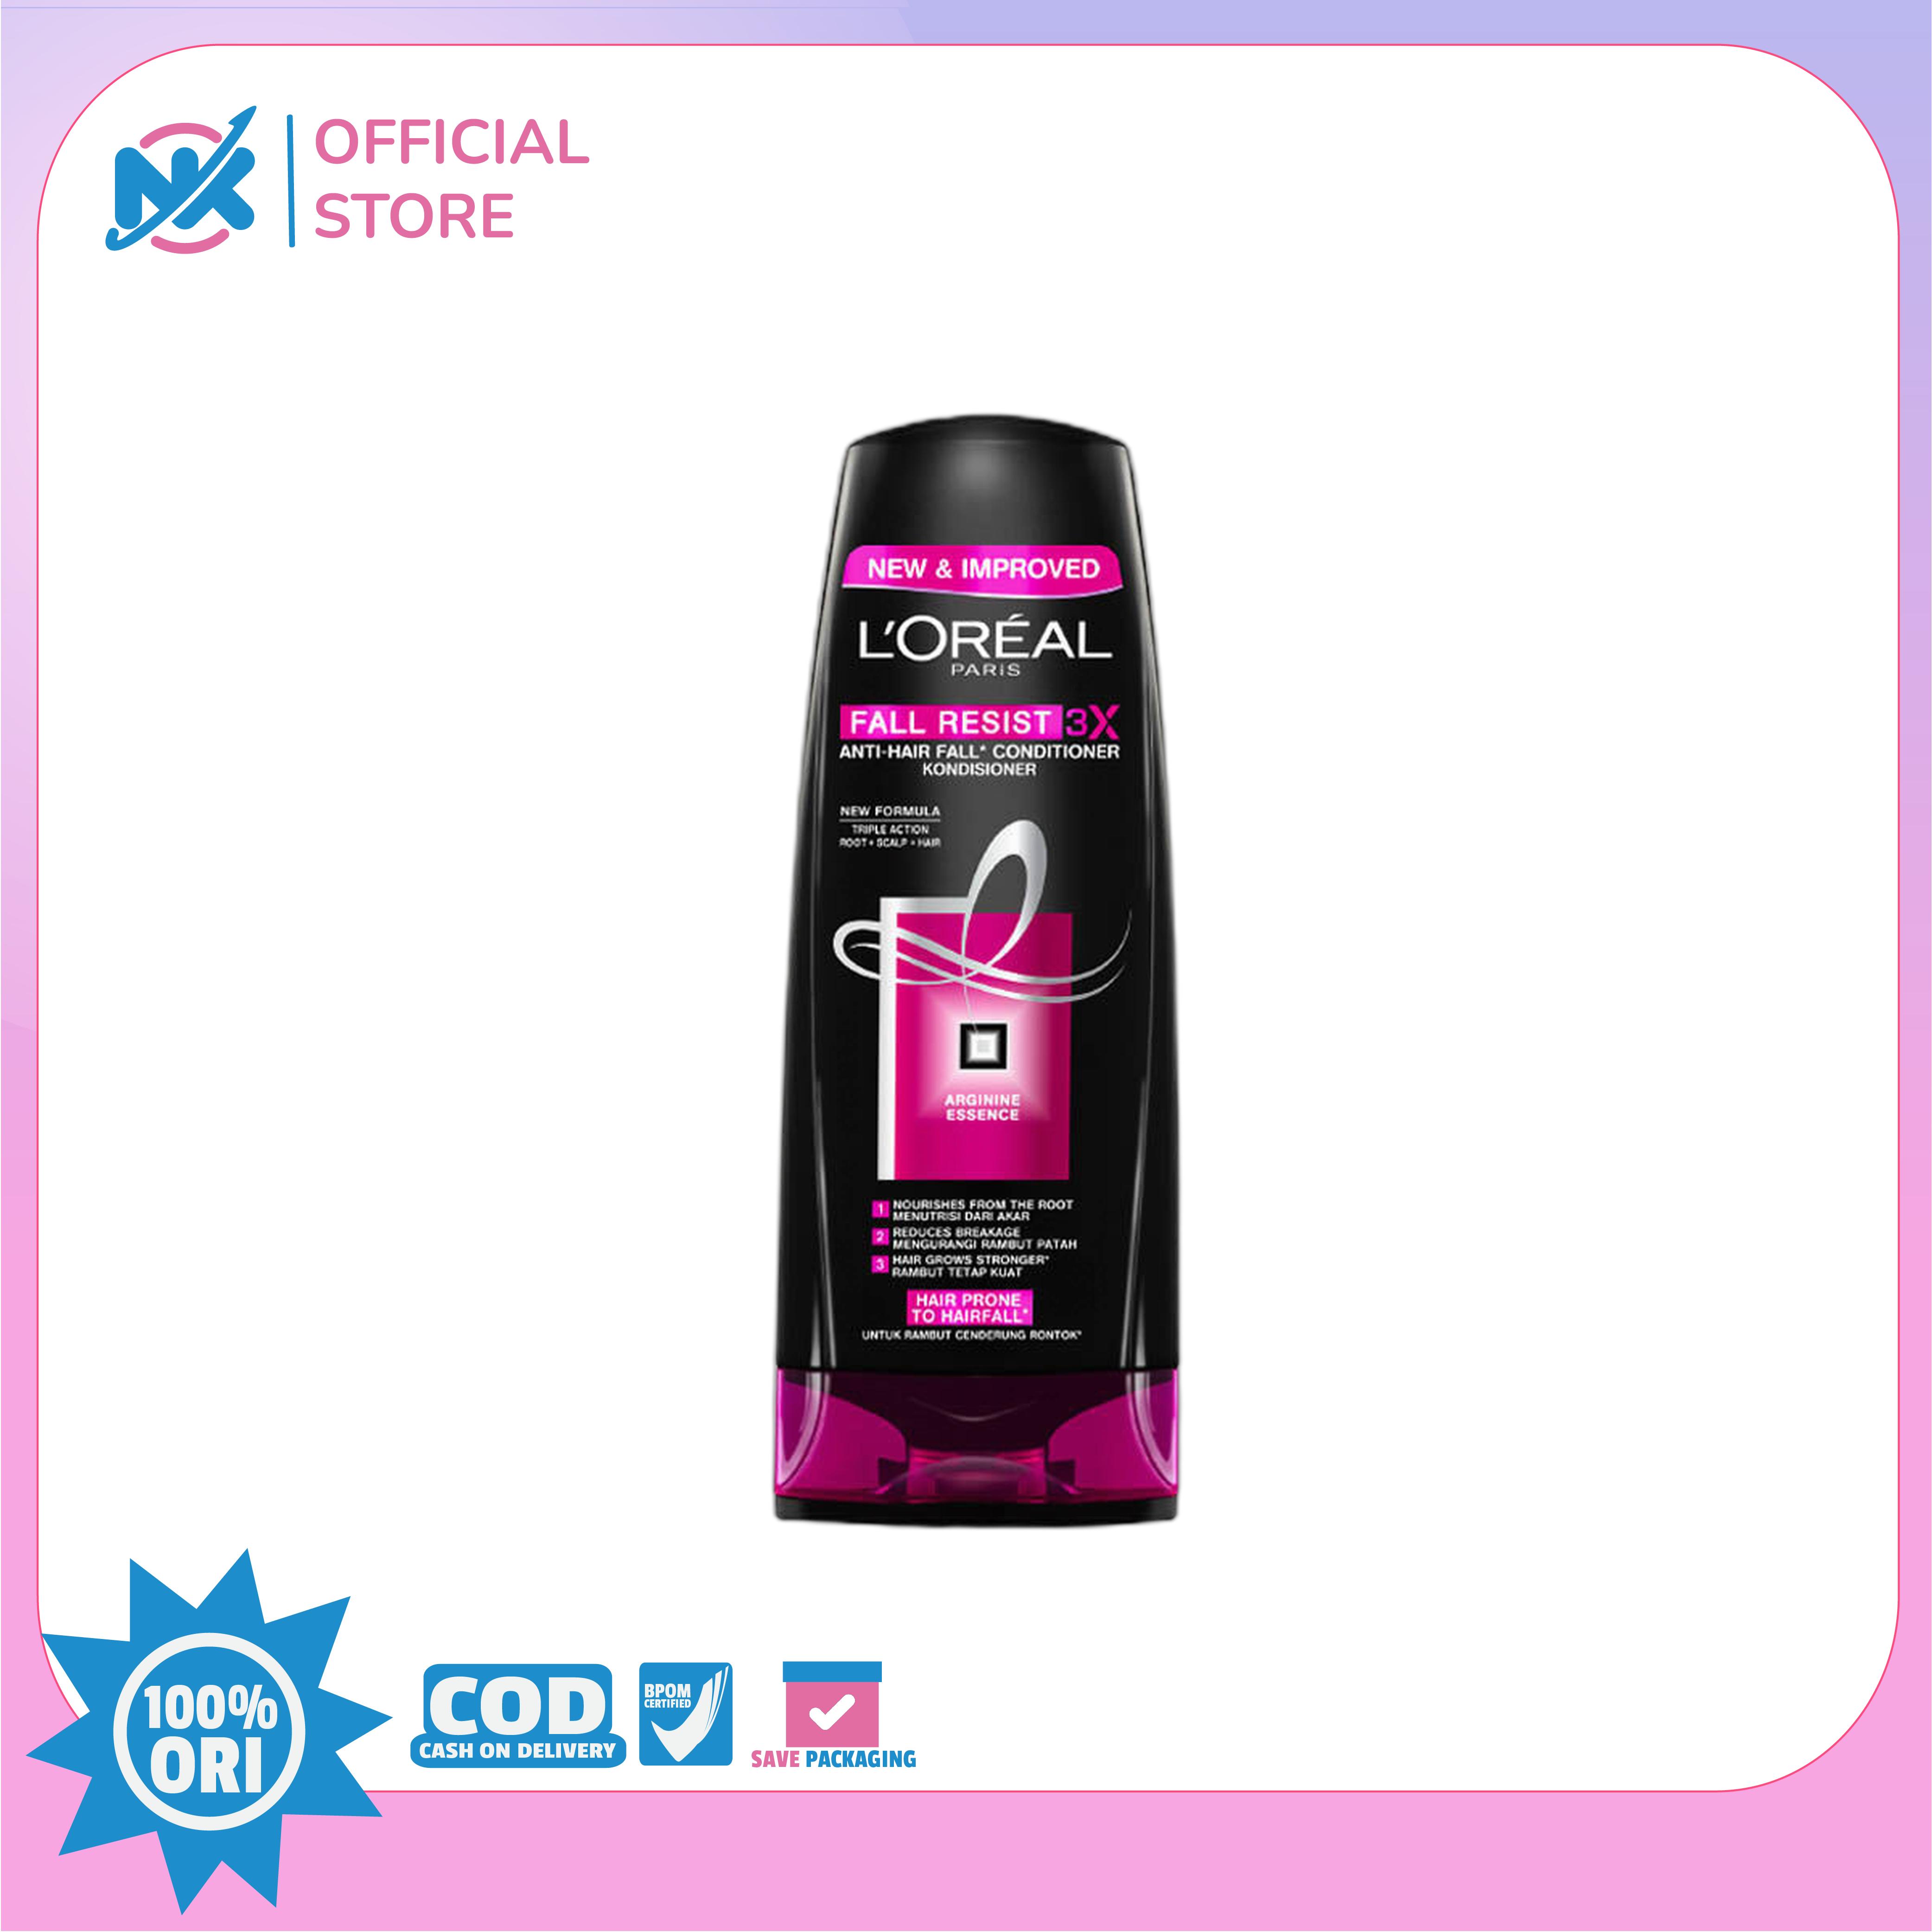 NK
OFFICIAL
STORE
NEW & IMPROVED
L'ORÉAL
PARIS
FALL RESIST 3X
ANTI-HAIR FALL* CONDITIONER
KONDISIONER
NEW FORMULA
TRIPLE ACTION
ROOT + SCALP + HAIR
ARGININE
ESSENCE
1 NOURISHES FROM THE ROOT
MENUTRISI DARI AKAR
2 REDUCES BREAKAGE
MENGURANGI RAMBUT PATAH
3 HAIR GROWS STRONGER*
RAMBUT TETAP KUAT
HAIR PRONE
TO HAIRFALL*
UNTUK RAMBUT CENDERUNG RONTOK*
100%
ORI
COD
CASH ON DELIVERY
BPOM
CERTIFIED
SAVE PACKAGING